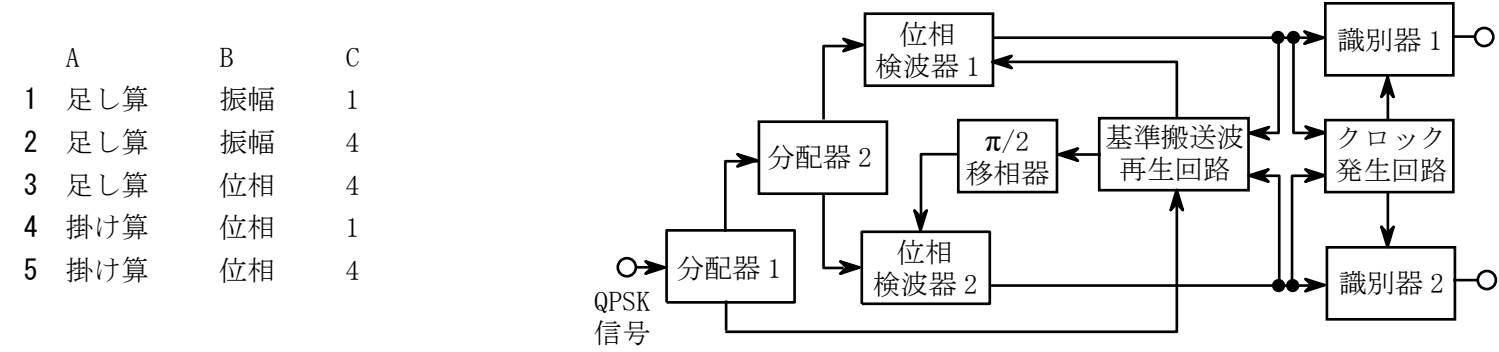 A B C
1 足し算 振幅 1
2 足し算 振幅 4
3 足し算 位相 4
4 掛け算 位相 1
5 掛け算 位相 4
位相
検波器 1
識別器 1
分配器 2
π/2
移相器
基準搬送波
再生回路
クロック
発生回路
分配器 1
位相
検波器 2
識別器 2
QPSK
信号